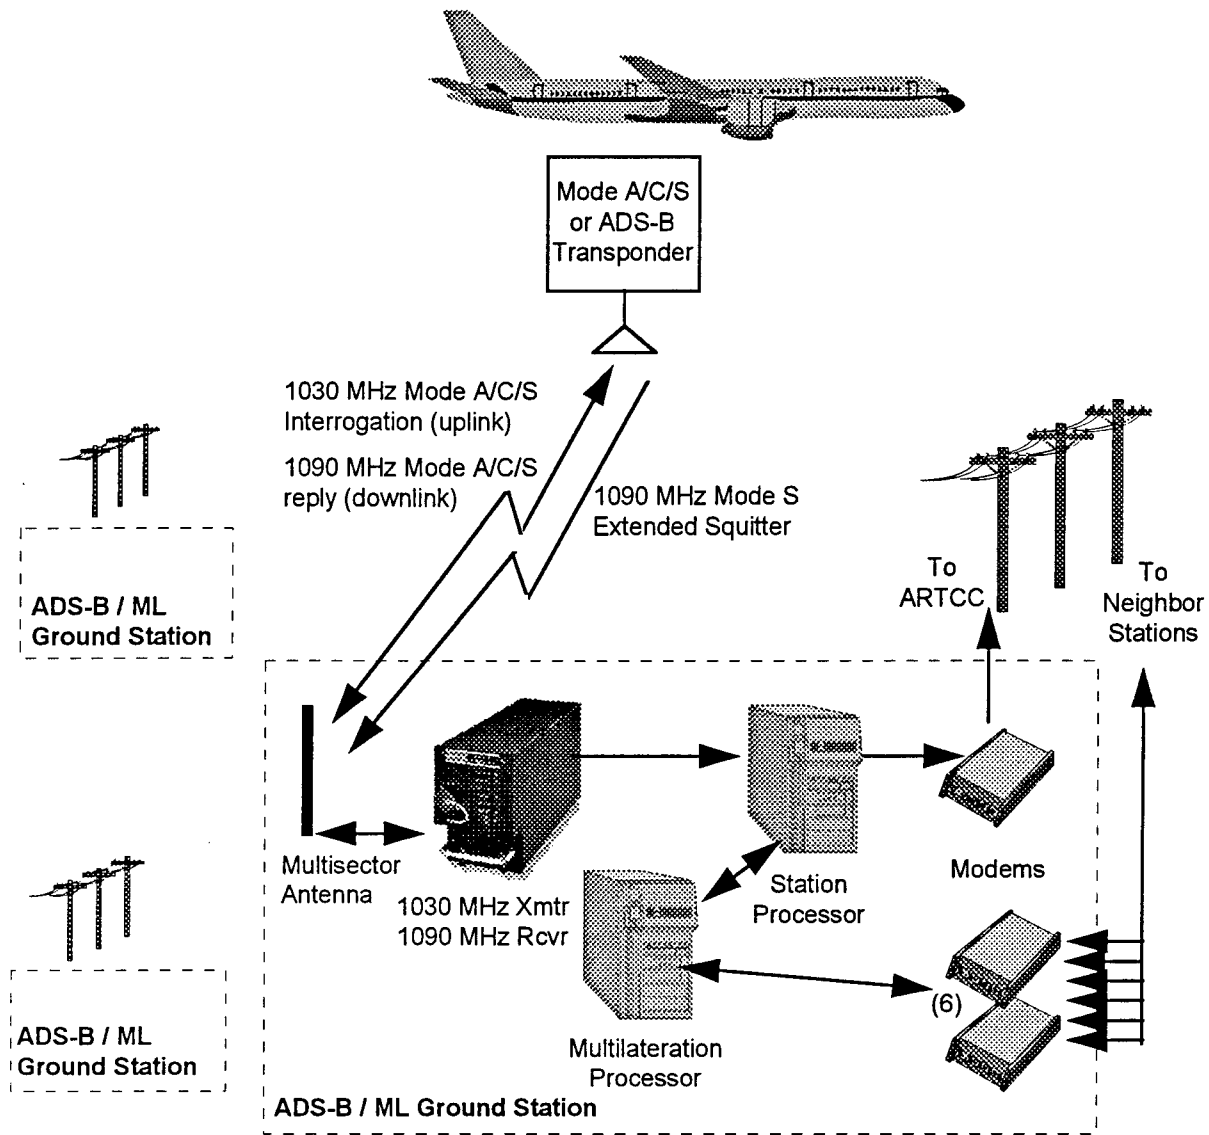 Mode A/C/S
or ADS-B
Transponder
1030 MHz Mode A/C/S
Interrogation (uplink)
1090 MHz Mode A/C/S
reply (downlink)
1090 MHz Mode S
Extended Squitter
To
ARTCC
To
Neighbor
Stations
ADS-B / ML
Ground Station
Multisector
Antenna
1030 MHz Xmtr
1090 MHz Rcvr
Station
Processor
Modems
(6)
Multilateration
Processor
ADS-B / ML
Ground Station
ADS-B / ML Ground Station